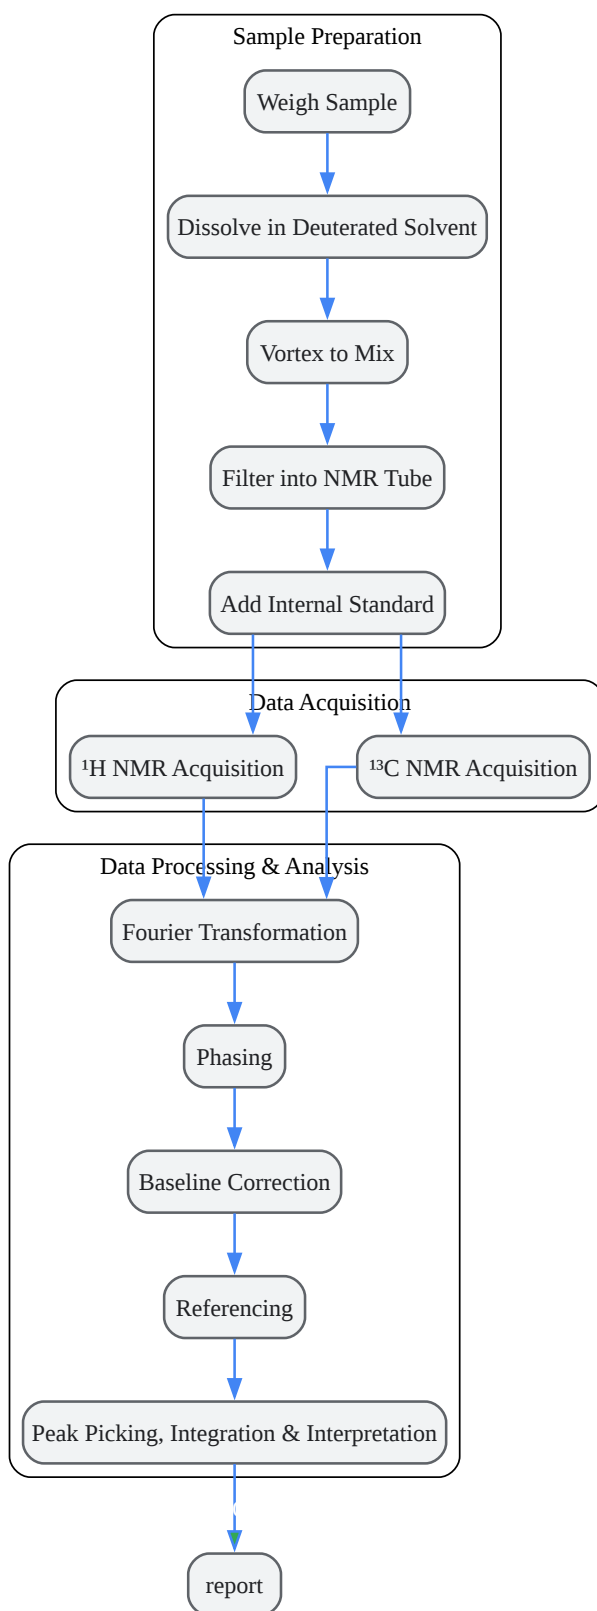 Sample Preparation
Weigh Sample
Dissolve in Deuterated Solvent
Vortex to Mix
Filter into NMR Tube
Add Internal Standard
Data Acquisition
¹H NMR Acquisition
¹³C NMR Acquisition
Data Processing & Analysis
Fourier Transformation
Phasing
Baseline Correction
Referencing
Peak Picking, Integration & Interpretation
report